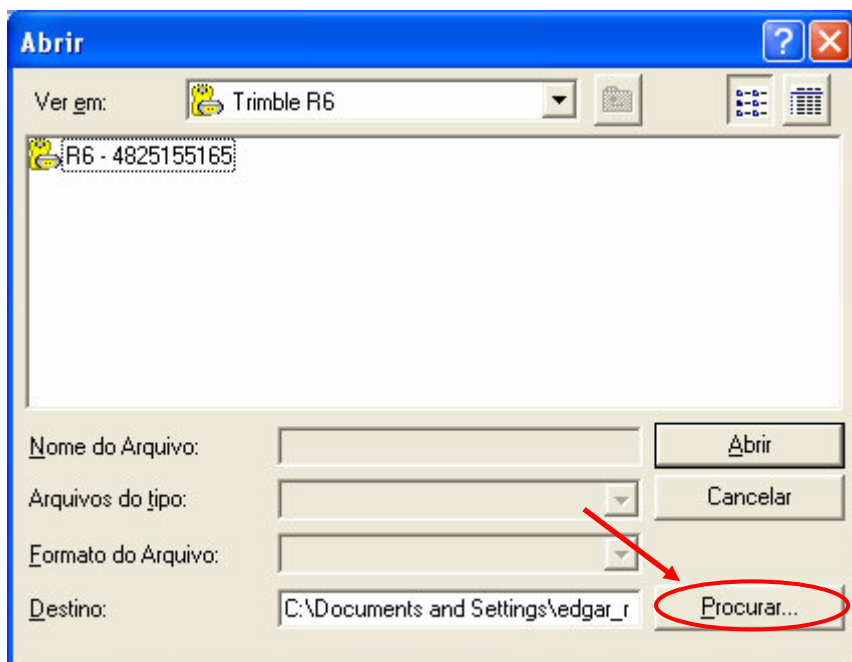 Abrir
Ver em: Trimble R6
R6 - 4825155165
Nome do Arquivo: Abrir
Arquivos do tipo: Cancelar
Formato do Arquivo:
Destino: C:\Documents and Settings\edgar_r Procurar...